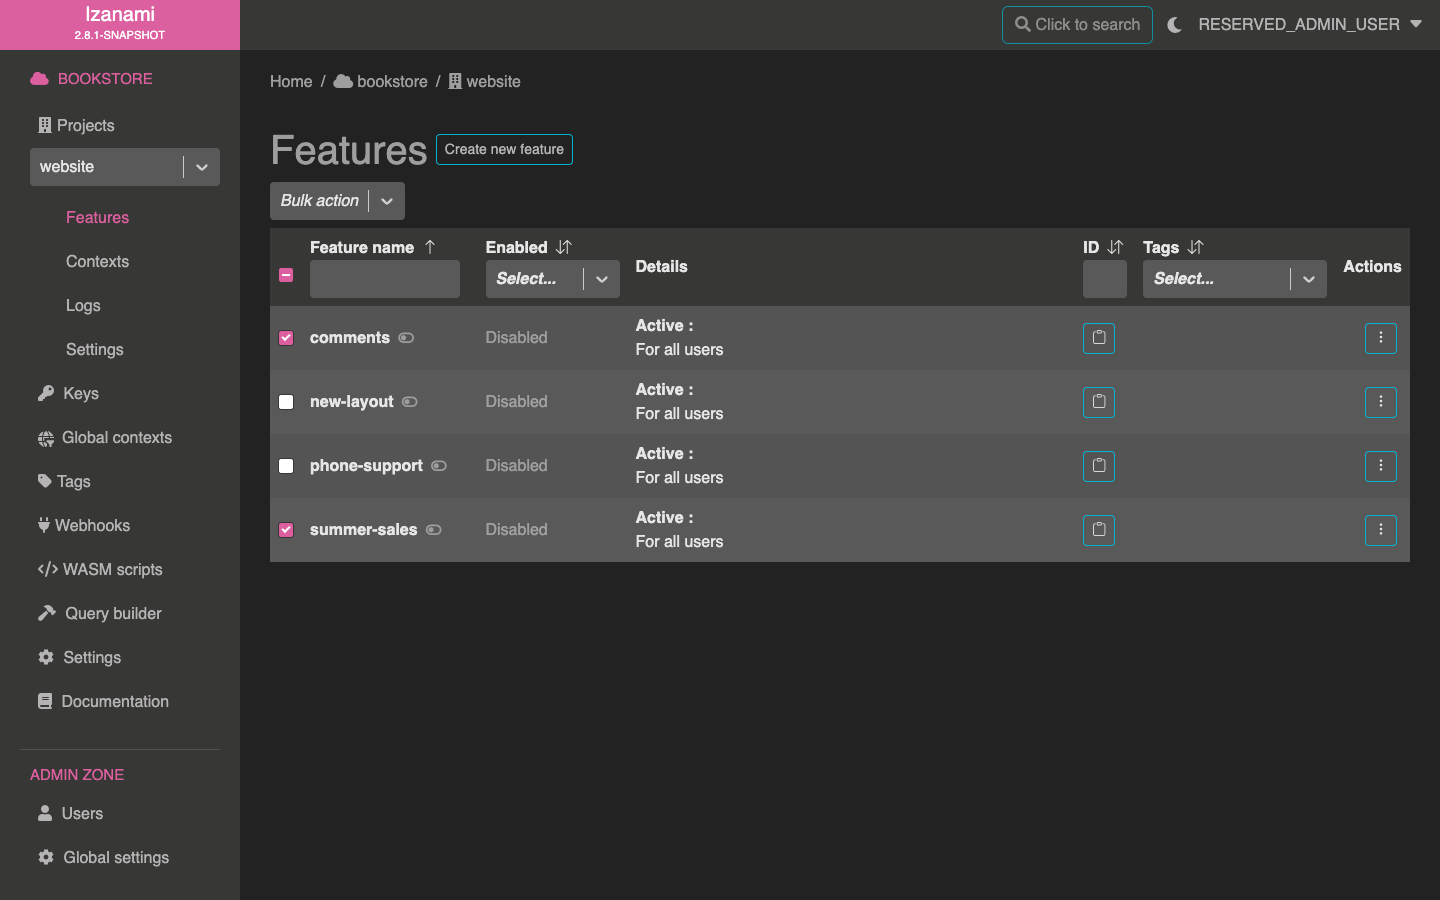 Izanami
2.8.1-SNAPSHOT
Click to search
RESERVED_ADMIN_USER
BOOKSTORE
Projects
website
Features
Contexts
Logs
Settings
Keys
Global contexts
Tags
Webhooks
WASM scripts
Query builder
Settings
Documentation
ADMIN ZONE
Users
Global settings
Home / bookstore / website
Features
Create new feature
Bulk action
Feature name Enabled Details ID Tags Actions
Select... Select...
comments Disabled Active :
For all users
new-layout Disabled Active :
For all users
phone-support Disabled Active :
For all users
summer-sales Disabled Active :
For all users